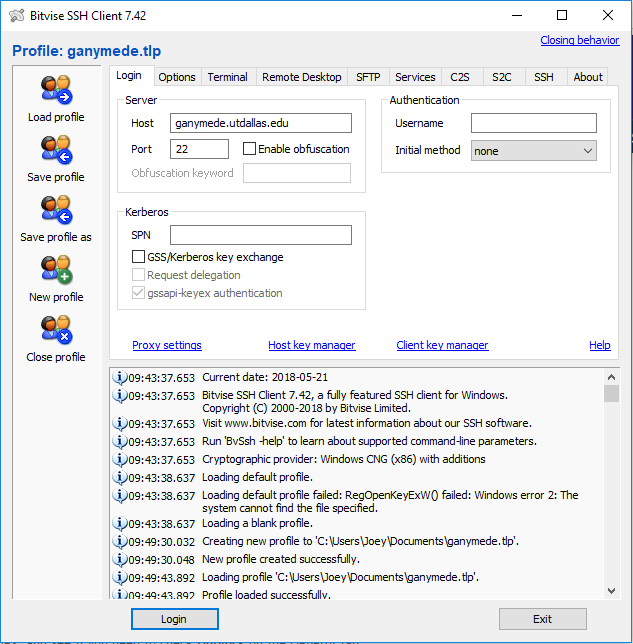 Bitvise SSH Client 7.42
Closing behavior
Profile: ganymede.tlp
Load profile
Save profile
Save profile as
New profile
Close profile
Login Options Terminal Remote Desktop SFTP Services C2S S2C SSH About
Server
Host ganymede.utdallas.edu
Port 22 Enable obfuscation
Obfuscation keyword
Authentication
Username
Initial method none
Kerberos
SPN
GSS/Kerberos key exchange
Request delegation
gssapi-keyex authentication
Proxy settings Host key manager Client key manager Help
09:43:37.653 Current date: 2018-05-21
09:43:37.653 Bitvise SSH Client 7.42, a fully featured SSH client for Windows.
Copyright (C) 2000-2018 by Bitvise Limited.
09:43:37.653 Visit www.bitvise.com for latest information about our SSH software.
09:43:37.653 Run 'BvSsh -help' to learn about supported command-line parameters.
09:43:37.653 Cryptographic provider: Windows CNG (x86) with additions
09:43:38.637 Loading default profile.
09:43:38.637 Loading default profile failed: RegOpenKeyExW() failed: Windows error 2: The
system cannot find the file specified.
09:43:38.637 Loading a blank profile.
09:49:30.032 Creating new profile to 'C:\Users\Joey\Documents\ganymede.tlp'.
09:49:30.048 New profile created successfully.
09:49:43.892 Loading profile 'C:\Users\Joey\Documents\ganymede.tlp'.
09:49:43.892 Profile loaded successfully.
Login Exit